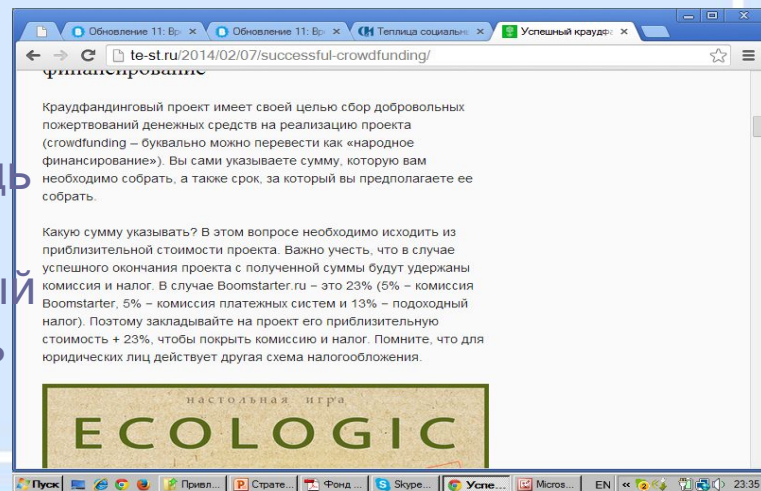 Обновление 11: Вр
Обновление 11: Вр
Теплица социальн
Успешный краудфа
te-st.ru/2014/02/07/successful-crowdfunding/
финансирование
Краудфандинговый проект имеет своей целью сбор добровольных
пожертвований денежных средств на реализацию проекта
(crowdfunding – буквально можно перевести как «народное
финансирование»). Вы сами указываете сумму, которую вам
необходимо собрать, а также срок, за который вы предполагаете ее
собрать.
Какую сумму указывать? В этом вопросе необходимо исходить из
приблизительной стоимости проекта. Важно учесть, что в случае
успешного окончания проекта с полученной суммы будут удержаны
комиссия и налог. В случае Boomstarter.ru – это 23% (5% – комиссия
Boomstarter, 5% – комиссия платежных систем и 13% – подоходный
налог). Поэтому закладывайте на проект его приблизительную
стоимость + 23%, чтобы покрыть комиссию и налог. Помните, что для
юридических лиц действует другая схема налогообложения.
настольная игра
ECOLOGIC
Пуск Привл... Страте... Фонд ... Skype... Успе... Micros... EN 23:35